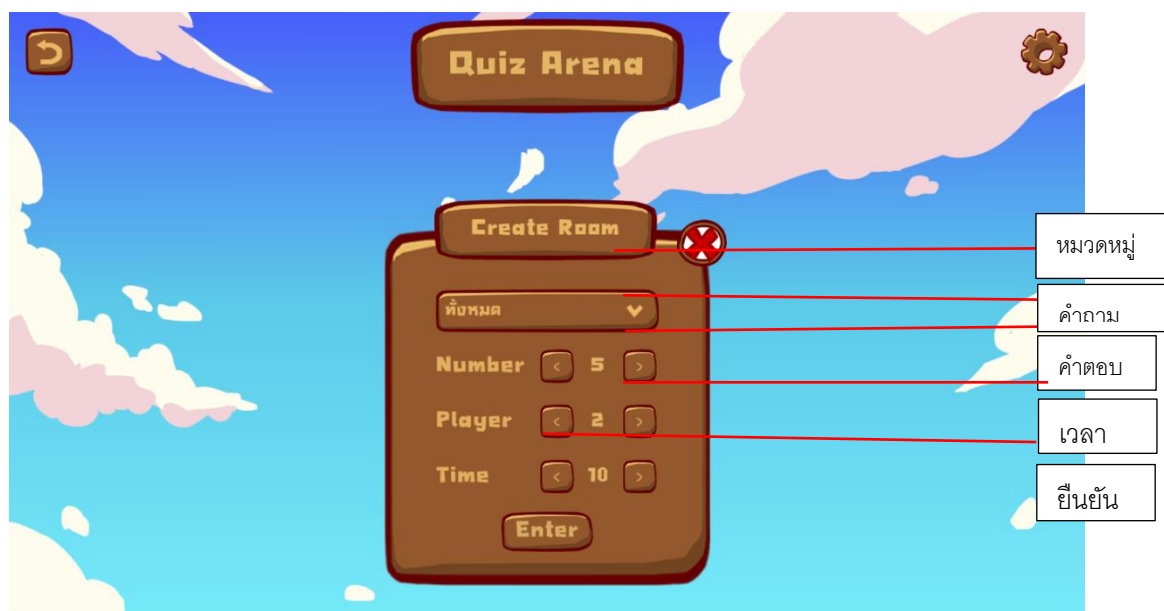 Quiz Arena
Create Room
หมวดหมู่
ทั้งหมด
คำถาม
Number < 5 >
คำตอบ
Player < 2 >
เวลา
Time < 10 >
ยืนยัน
Enter